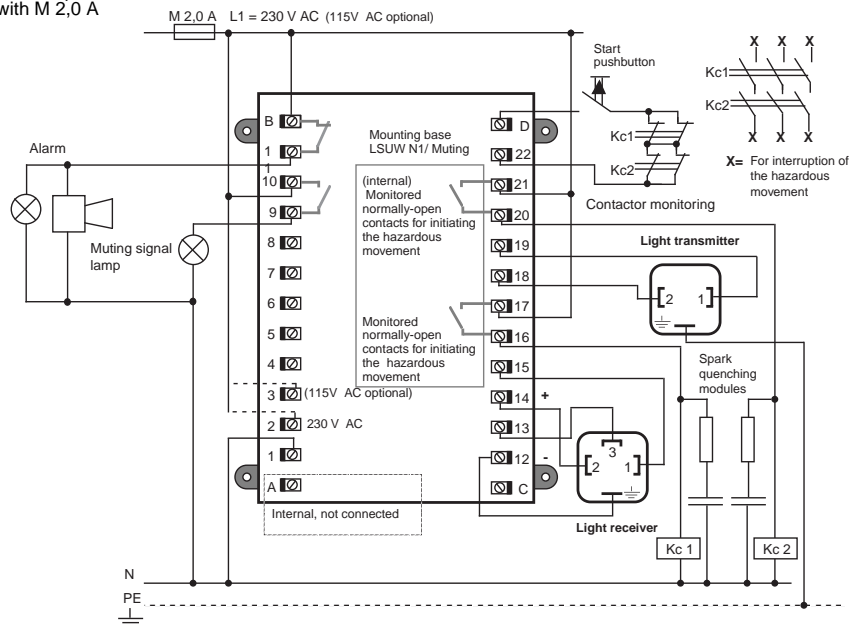 with M 2,0 A
M 2,0 A
L1 = 230 V AC (115V AC optional)
Start
pushbutton
X X X
Kc1
Kc2
X X X
X= For interruption of
the hazardous
movement
Kc1
Kc2
Contactor monitoring
Alarm
Muting signal
lamp
B
1
1
10
9
8
7
6
5
4
3 (115V AC optional)
2 230 V AC
1
A
Internal, not connected
Mounting base
LSUW N1/ Muting
(internal)
Monitored
normally-open
contacts for initiating
the hazardous
movement
Monitored
normally-open
contacts for initiating
the hazardous
movement
D
22
21
20
19
18
17
16
15
14 +
13
12 -
C
Light transmitter
2 1
Spark
quenching
modules
3
2 1
Light receiver
Kc 1
Kc 2
N
PE